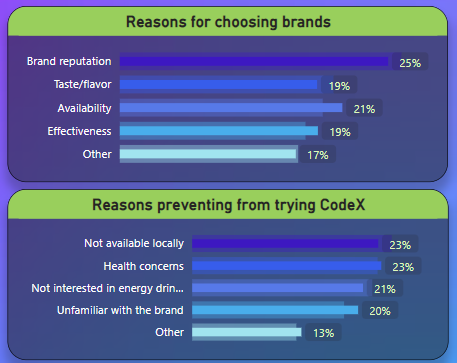 Reasons for choosing brands
Brand reputation 25%
Taste/flavor 19%
Availability 21%
Effectiveness 19%
Other 17%
Reasons preventing from trying CodeX
Not available locally 23%
Health concerns 23%
Not interested in energy drin... 21%
Unfamiliar with the brand 20%
Other 13%